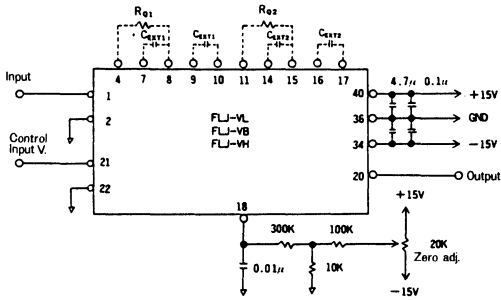 RQ1 RQ2
CEXT1 CEXT1 CEXT2 CEXT2
4 7 8 9 10 11 14 15 16 17
Input
1
40
4.7μ 0.1μ
+15V
2
FLJ-VL
FLJ-VB
FLJ-VH
36
GND
Control
Input V.
34
-15V
21
20
Output
22
18
+15V
300K 100K
20K
Zero adj.
0.01μ
10K
-15V